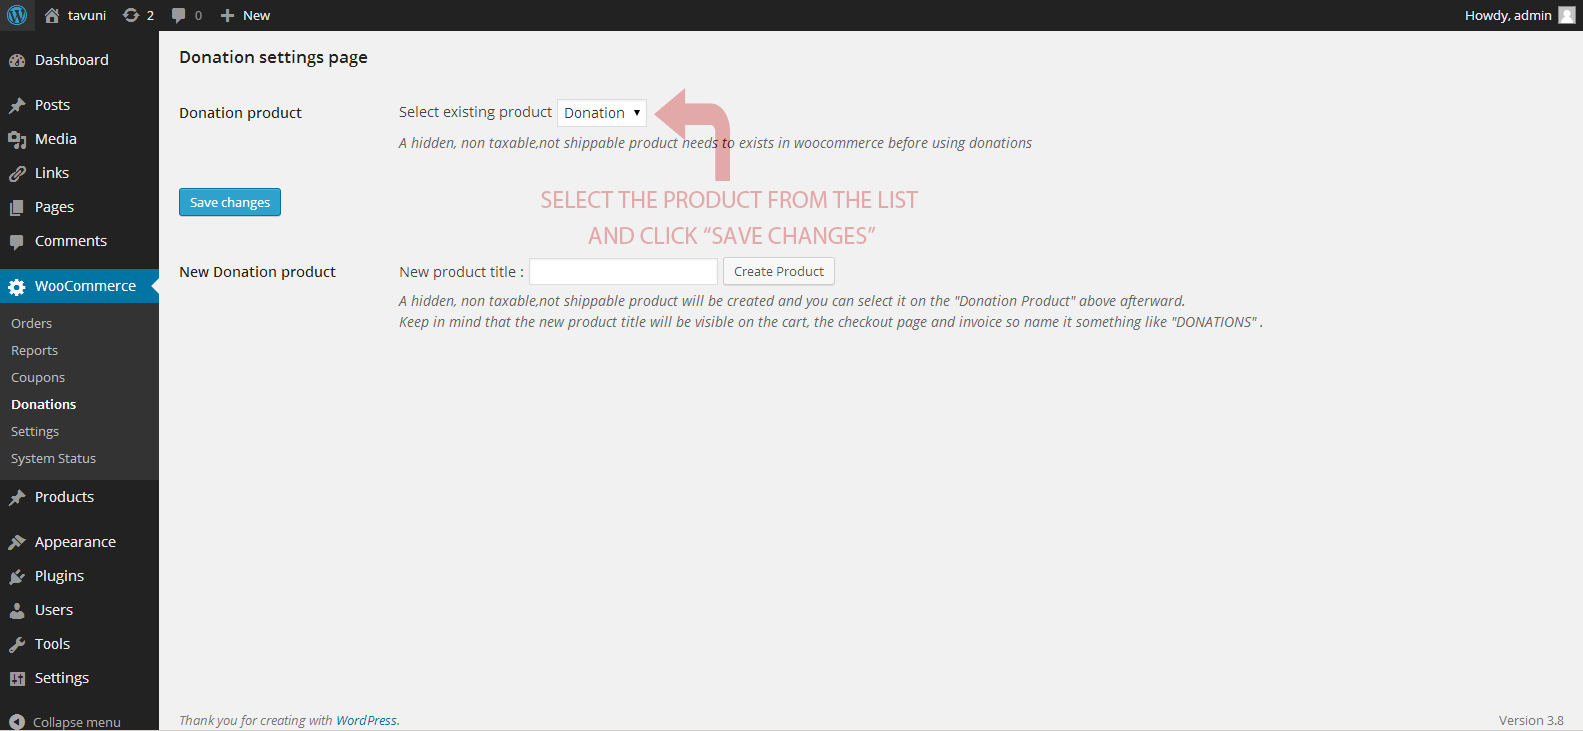 tavuni 2 0 New Howdy, admin
Dashboard
Posts
Media
Links
Pages
Comments
WooCommerce
Orders
Reports
Coupons
Donations
Settings
System Status
Products
Appearance
Plugins
Users
Tools
Settings
Collapse menu
Donation settings page
Donation product Select existing product Donation
A hidden, non taxable,not shippable product needs to exists in woocommerce before using donations
SELECT THE PRODUCT FROM THE LIST
AND CLICK “SAVE CHANGES”
Save changes
New Donation product New product title : Create Product
A hidden, non taxable,not shippable product will be created and you can select it on the "Donation Product" above afterward.
Keep in mind that the new product title will be visible on the cart, the checkout page and invoice so name it something like "DONATIONS" .
Thank you for creating with WordPress. Version 3.8